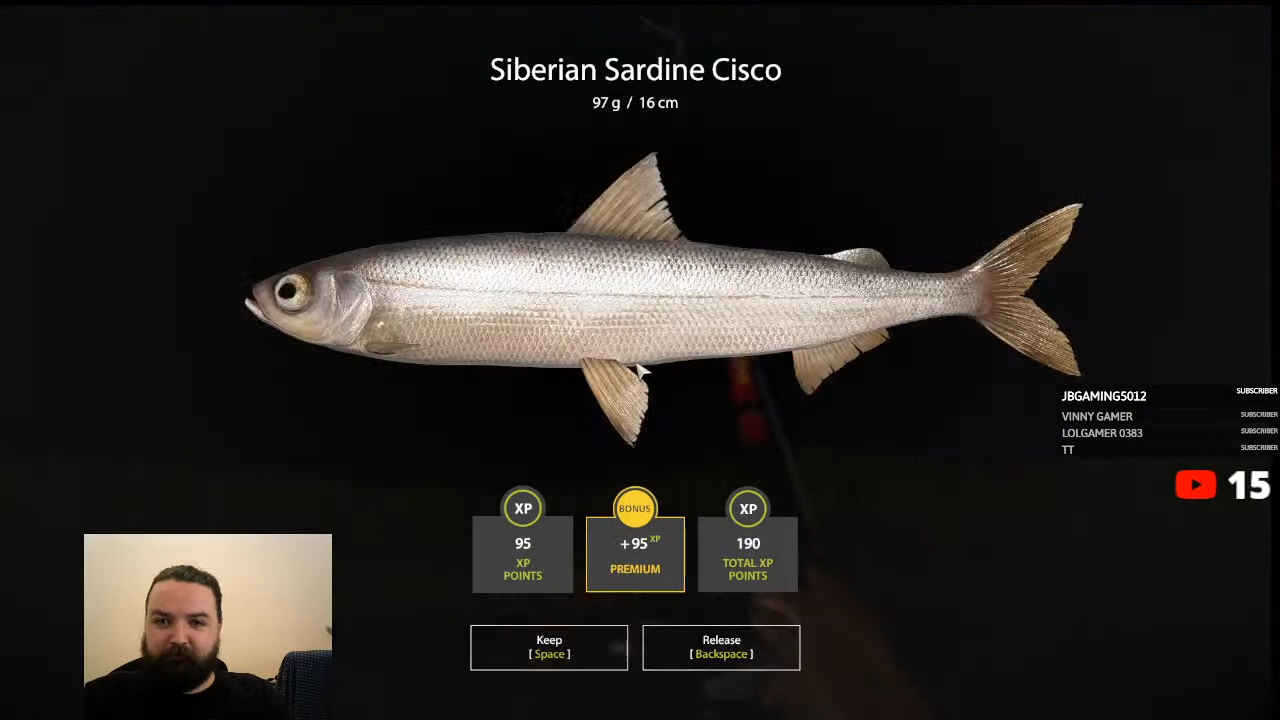 Siberian Sardine Cisco
97 g / 16 cm
JBGAMING5012 SUBSCRIBER
VINNY GAMER SUBSCRIBER
LOLGAMER 0383 SUBSCRIBER
TT SUBSCRIBER
15
XP
BONUS
XP
95
XP
POINTS
+95 XP
PREMIUM
190
TOTAL XP
POINTS
Keep
[ Space ]
Release
[ Backspace ]